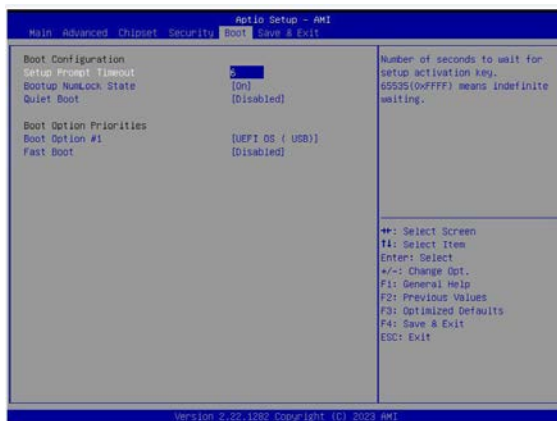 Aptio Setup - AMI
Main Advanced Chipset Security Boot Save & Exit
Boot Configuration
Setup Prompt Timeout 6
Bootup NumLock State [On]
Quiet Boot [Disabled]
Boot Option Priorities
Boot Option #1 [UEFI OS ( USB)]
Fast Boot [Disabled]
Number of seconds to wait for
setup activation key.
65535(0xFFFF) means indefinite
waiting.
→←: Select Screen
↑↓: Select Item
Enter: Select
+/-: Change Opt.
F1: General Help
F2: Previous Values
F3: Optimized Defaults
F4: Save & Exit
ESC: Exit
Version 2.22.1282 Copyright (C) 2023 AMI